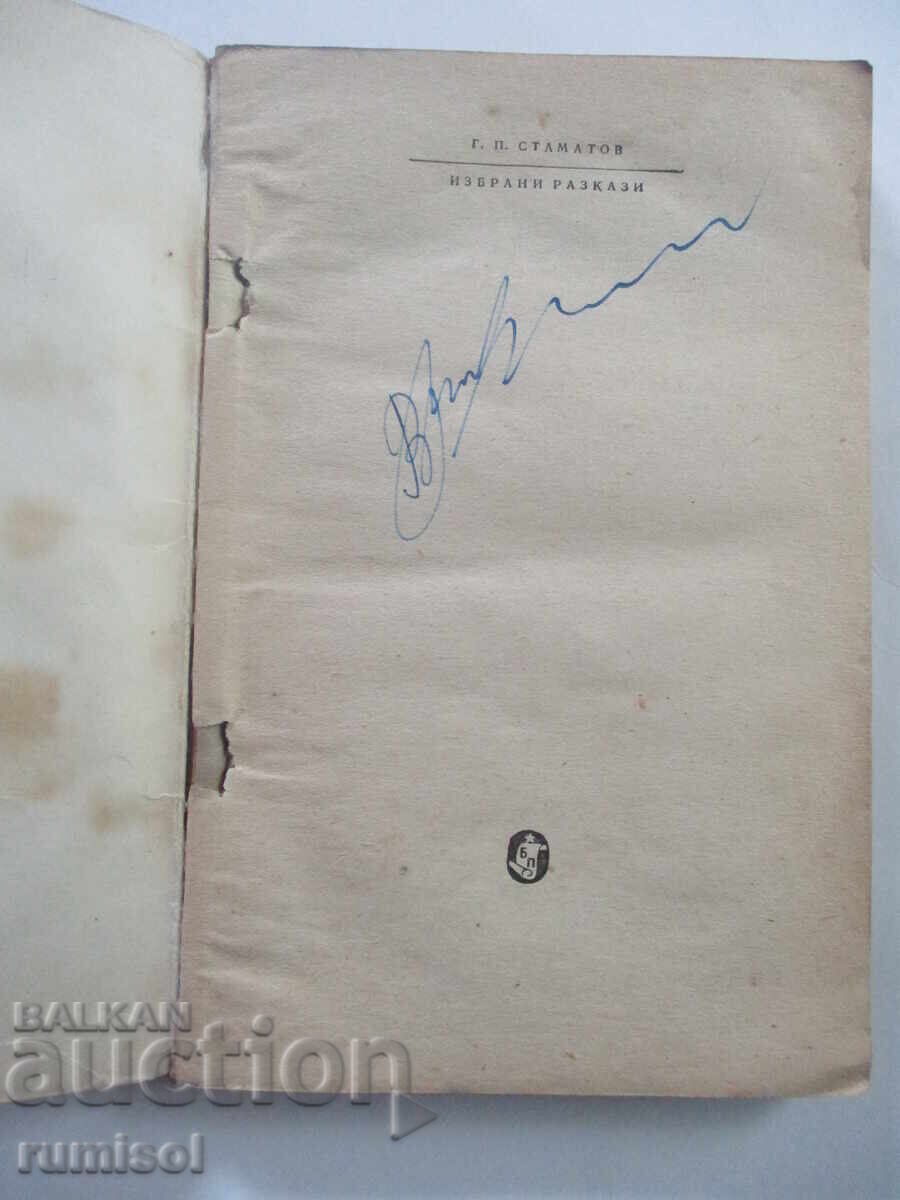 Г. П. СТАМАТОВ
ИЗБРАНИ РАЗКАЗИ
БП
BALKAN
auction
rumisol